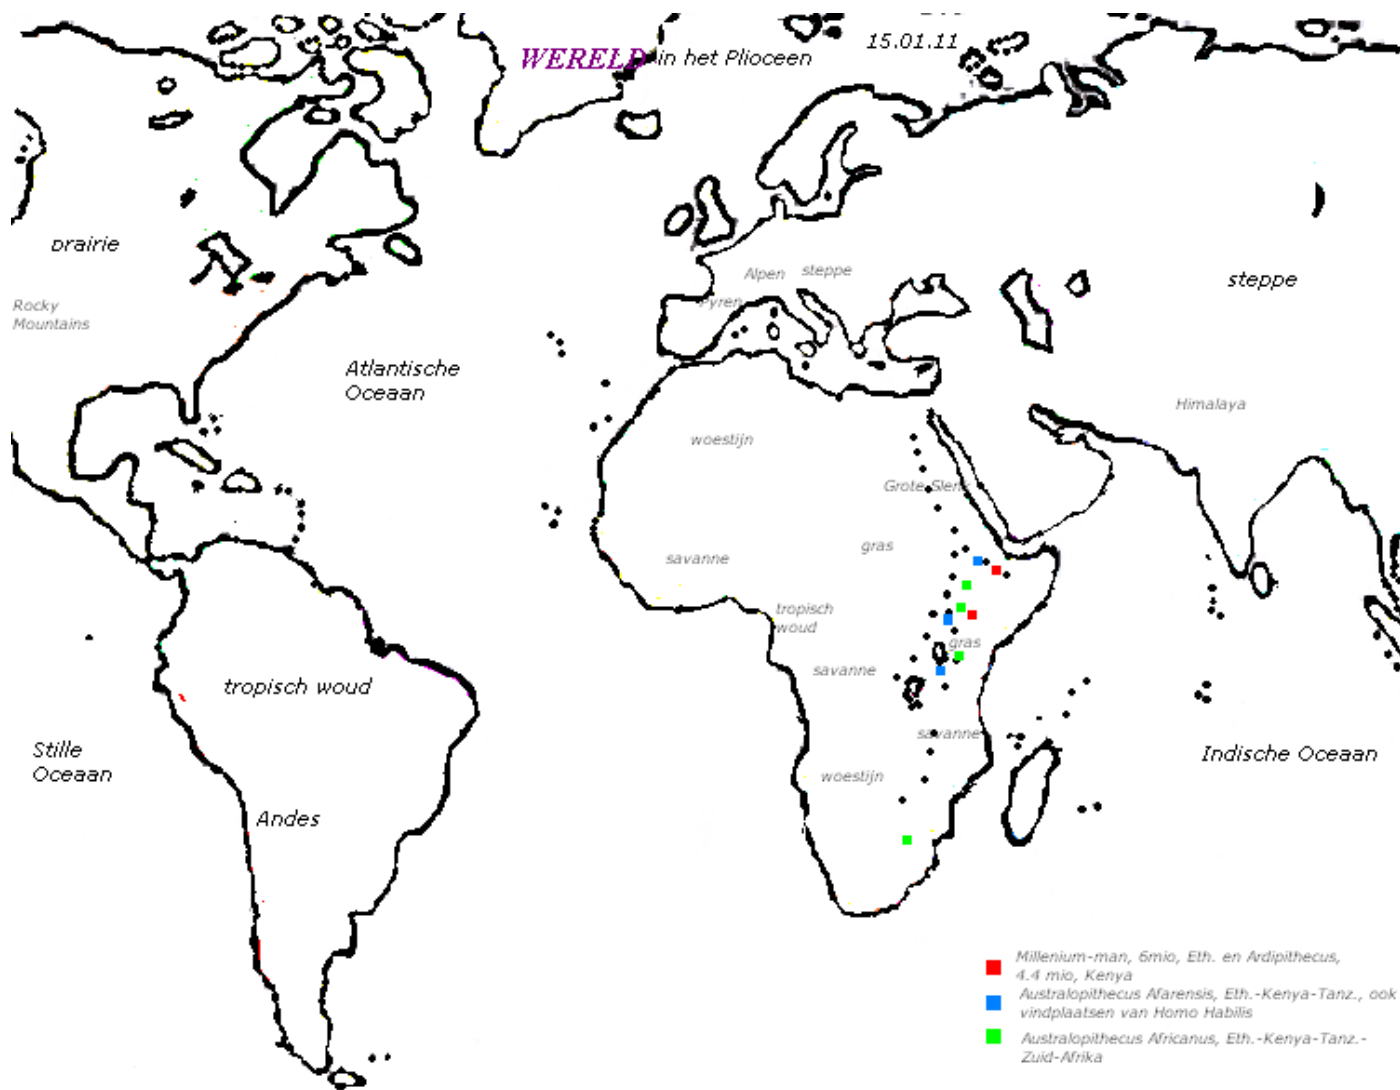 WERELD in het Plioceen
15.01.11
prairie
Rocky
Mountains
Alpen
steppe
Pyren
steppe
Atlantische
Oceaan
Himalaya
woestijn
Grote Slenk
gras
savanne
tropisch
woud
gras
savanne
tropisch woud
savanne
Stille
Oceaan
Indische Oceaan
woestijn
Andes
Millenium-man, 6mio, Eth. en Ardipithecus,
4.4 mio, Kenya
Australopithecus Afarensis, Eth.-Kenya-Tanz., ook
vindplaatsen van Homo Habilis
Australopithecus Africanus, Eth.-Kenya-Tanz.-
Zuid-Afrika